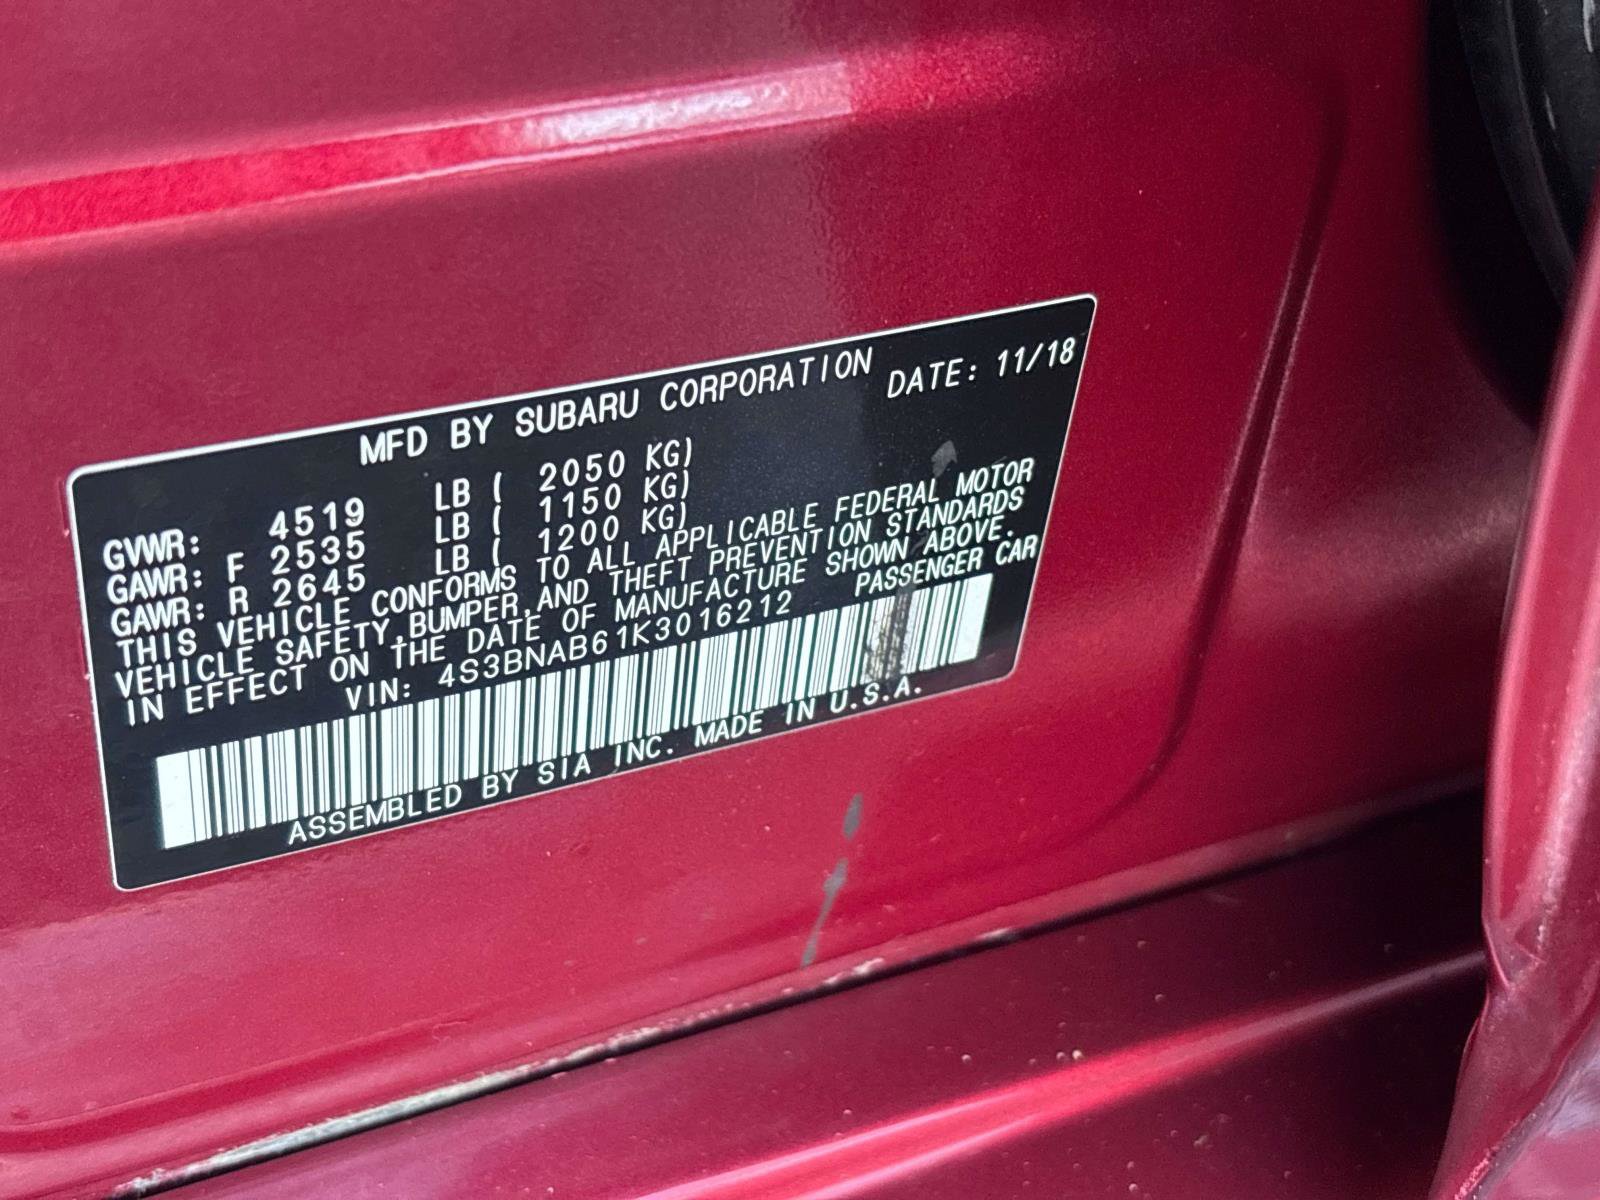 MFD BY SUBARU CORPORATION DATE: 11/18
GVWR: 4519 LB ( 2050 KG)
GAWR: F 2535 LB ( 1150 KG)
GAWR: R 2645 LB ( 1200 KG)
THIS VEHICLE CONFORMS TO ALL APPLICABLE FEDERAL MOTOR
VEHICLE SAFETY,BUMPER,AND THEFT PREVENTION STANDARDS
IN EFFECT ON THE DATE OF MANUFACTURE SHOWN ABOVE.
VIN: 4S3BNAB61K3016212 PASSENGER CAR
ASSEMBLED BY SIA INC. MADE IN U.S.A.